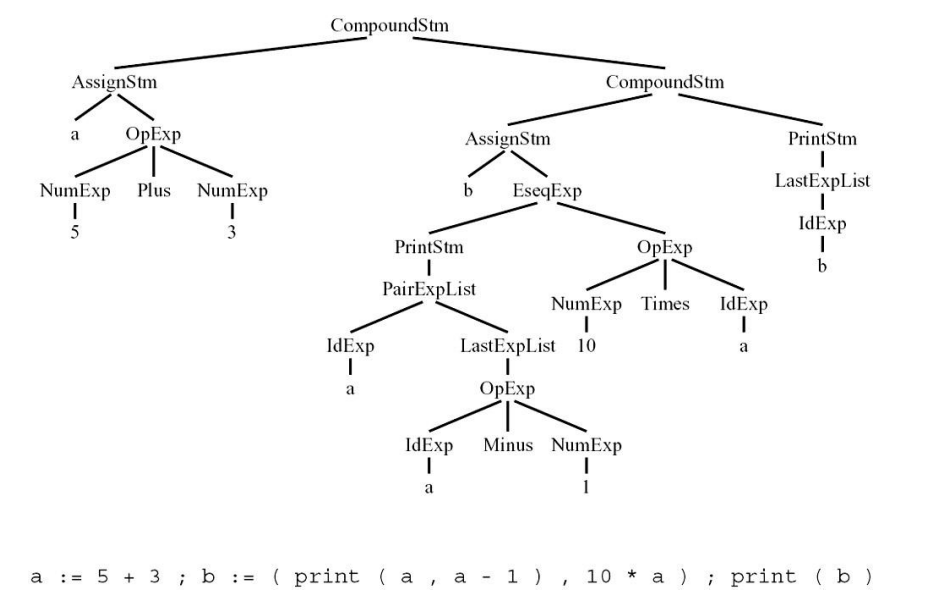 CompoundStm
AssignStm CompoundStm
a OpExp AssignStm PrintStm
NumExp Plus NumExp b EseqExp LastExpList
5 3 PrintStm OpExp IdExp
PairExpList NumExp Times IdExp b
IdExp LastExpList 10 a
a OpExp
IdExp Minus NumExp
a 1
a := 5 + 3 ; b := ( print ( a , a - 1 ) , 10 * a ) ; print ( b )